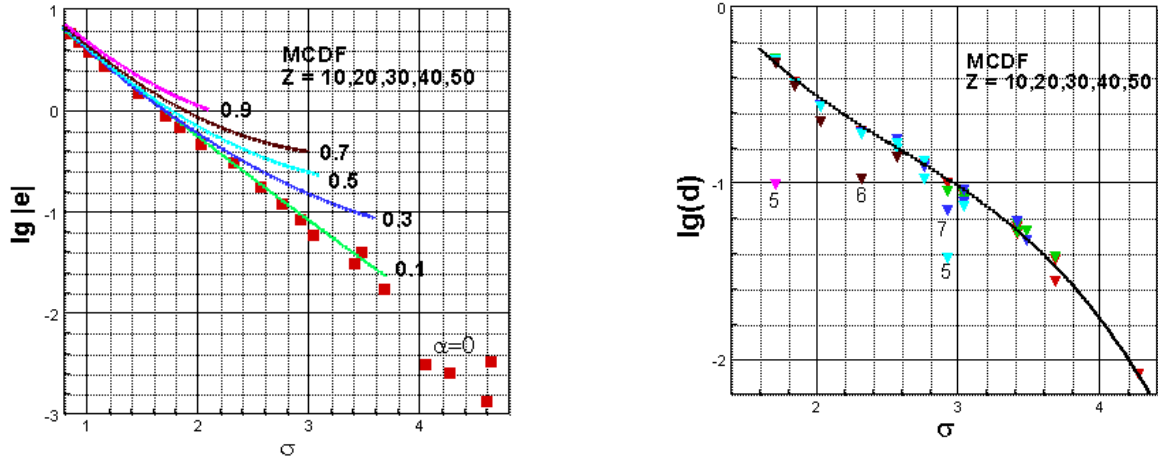 1
0
-1
-2
-3
lg |e|
MCDF
Z = 10,20,30,40,50
0.9
0.7
0.5
0.3
0.1
α=0
1
2
3
4
σ
0
-1
-2
lg(d)
MCDF
Z = 10,20,30,40,50
5
6
7
5
2
3
4
σ